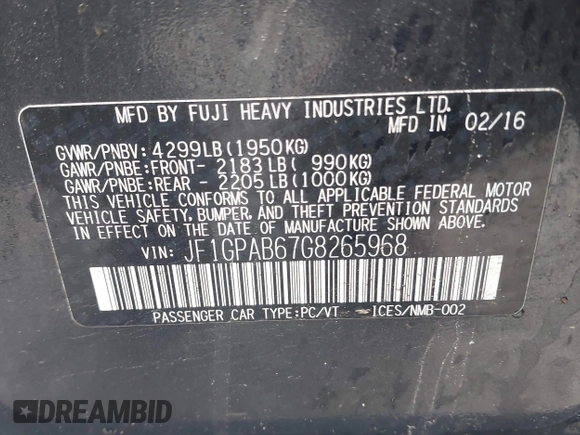 MFD BY FUJI HEAVY INDUSTRIES LTD.
MFD IN 02/16
GVWR/PNBV: 4299LB(1950KG)
GAWR/PNBE:FRONT- 2183LB( 990KG)
GAWR/PNBE:REAR - 2205LB(1000KG)
THIS VEHICLE CONFORMS TO ALL APPLICABLE FEDERAL MOTOR
VEHICLE SAFETY, BUMPER, AND THEFT PREVENTION STANDARDS
IN EFFECT ON THE DATE OF MANUFACTURE SHOWN ABOVE.
VIN: JF1GPAB67G8265968
PASSENGER CAR TYPE:PC/VT ICES/NMB-002
DREAMBID